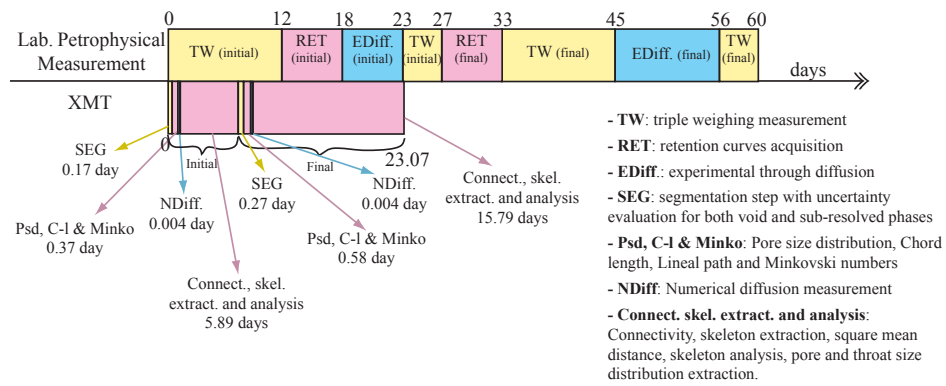 0 12 18 23 27 33 45 56 60
Lab. Petrophysical
Measurement
TW (initial)
RET
(initial)
EDiff.
(initial)
TW
(initial)
RET
(final)
TW (final)
EDiff. (final)
TW
(final)
days
XMT
0
Initial
Final
23.07
SEG
0.17 day
NDiff.
0.004 day
SEG
0.27 day
NDiff.
0.004 day
Connect., skel.
extract. and analysis
15.79 days
Psd, C-l & Minko
0.37 day
Psd, C-l & Minko
0.58 day
Connect., skel.
extract. and analysis
5.89 days
- TW: triple weighing measurement
- RET: retention curves acquisition
- EDiff.: experimental through diffusion
- SEG: segmentation step with uncertainty
evaluation for both void and sub-resolved phases
- Psd, C-l & Minko: Pore size distribution, Chord
length, Lineal path and Minkovski numbers
- NDiff: Numerical diffusion measurement
- Connect. skel. extract. and analysis:
Connectivity, skeleton extraction, square mean
distance, skeleton analysis, pore and throat size
distribution extraction.